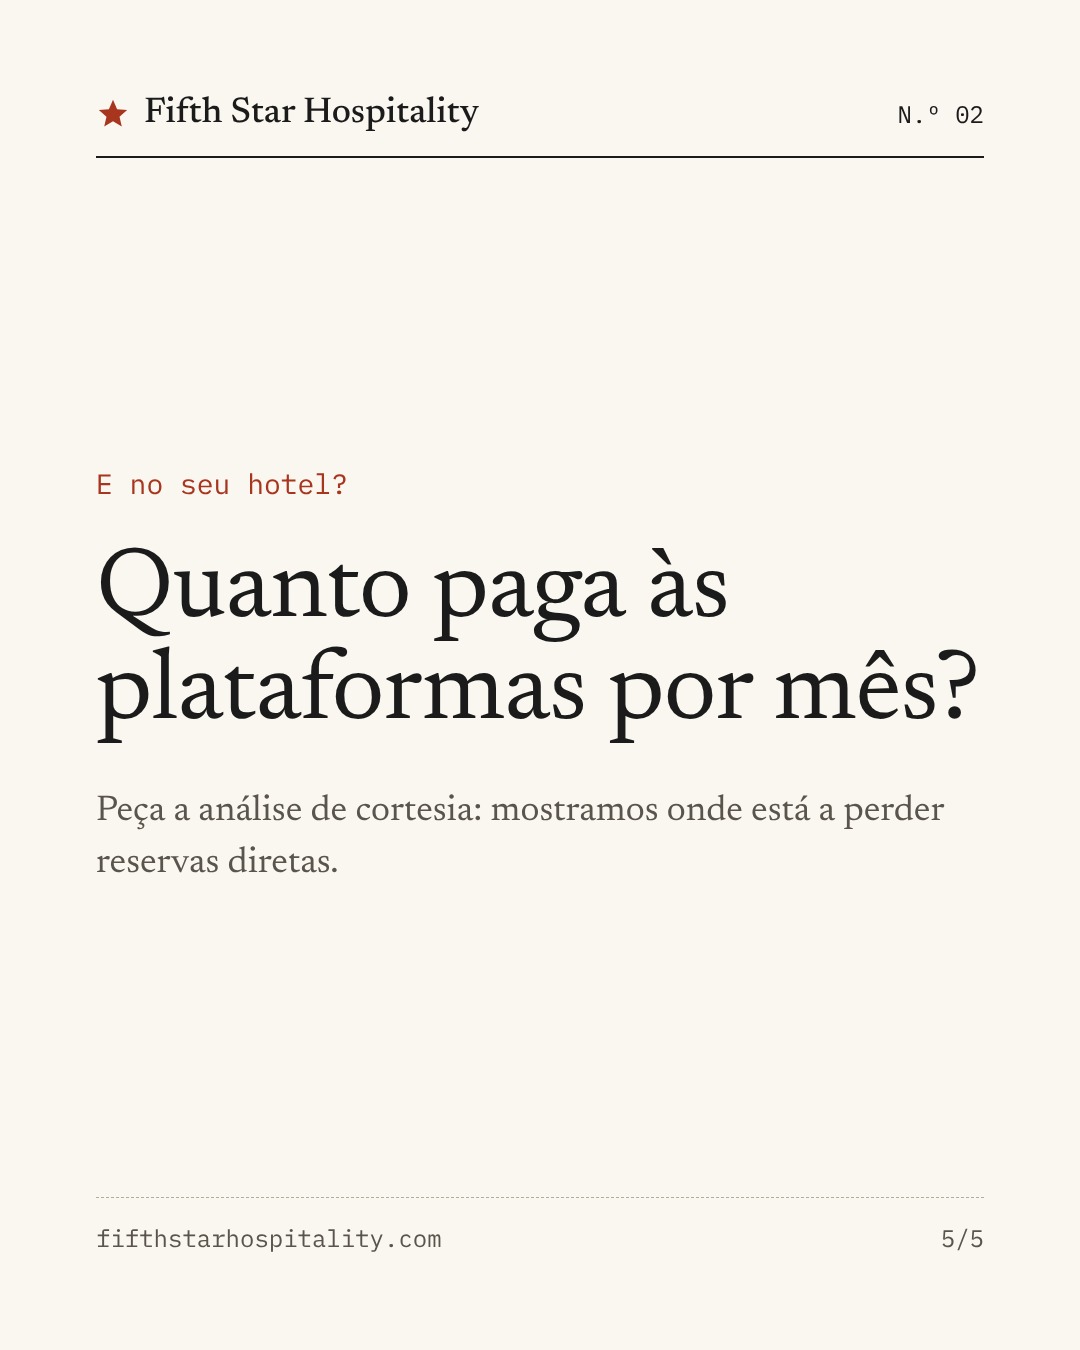 Fifth Star Hospitality
N.º 02
E no seu hotel?
Quanto paga às
plataformas por mês?
Peça a análise de cortesia: mostramos onde está a perder
reservas diretas.
fifthstarhospitality.com
5/5